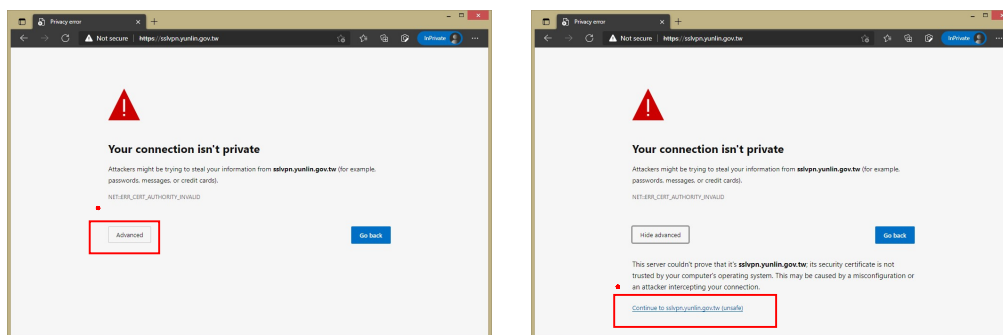 Privacy error
Not secure https://sslvpn.yunlin.gov.tw
InPrivate
Your connection isn't private
Attackers might be trying to steal your information from sslvpn.yunlin.gov.tw (for example,
passwords, messages, or credit cards).
NET::ERR_CERT_AUTHORITY_INVALID
Advanced
Go back
Privacy error
Not secure https://sslvpn.yunlin.gov.tw
InPrivate
Your connection isn't private
Attackers might be trying to steal your information from sslvpn.yunlin.gov.tw (for example,
passwords, messages, or credit cards).
NET::ERR_CERT_AUTHORITY_INVALID
Hide advanced
Go back
This server couldn't prove that it's sslvpn.yunlin.gov.tw; its security certificate is not
trusted by your computer's operating system. This may be caused by a misconfiguration or
an attacker intercepting your connection.
Continue to sslvpn.yunlin.gov.tw (unsafe)